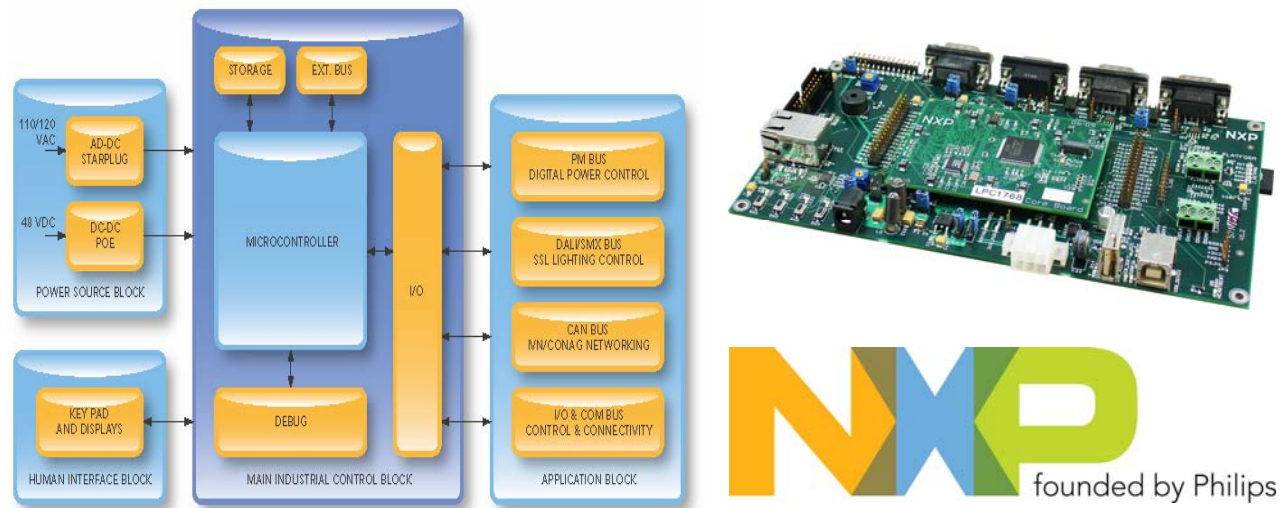 STORAGE
EXT. BUS
110/120
VAC
AD-DC
STARPLUG
48 VDC
DC-DC
POE
POWER SOURCE BLOCK
KEY PAD
AND DISPLAYS
HUMAN INTERFACE BLOCK
MICROCONTROLLER
I/O
DEBUG
MAIN INDUSTRIAL CONTROL BLOCK
PM BUS
DIGITAL POWER CONTROL
DALI/SMX BUS
SSL LIGHTING CONTROL
CAN BUS
IVN/CONAG NETWORKING
I/O & COM BUS
CONTROL & CONNECTIVITY
APPLICATION BLOCK
NXP
NXP
LPC1768
Core Board
NXP
founded by Philips